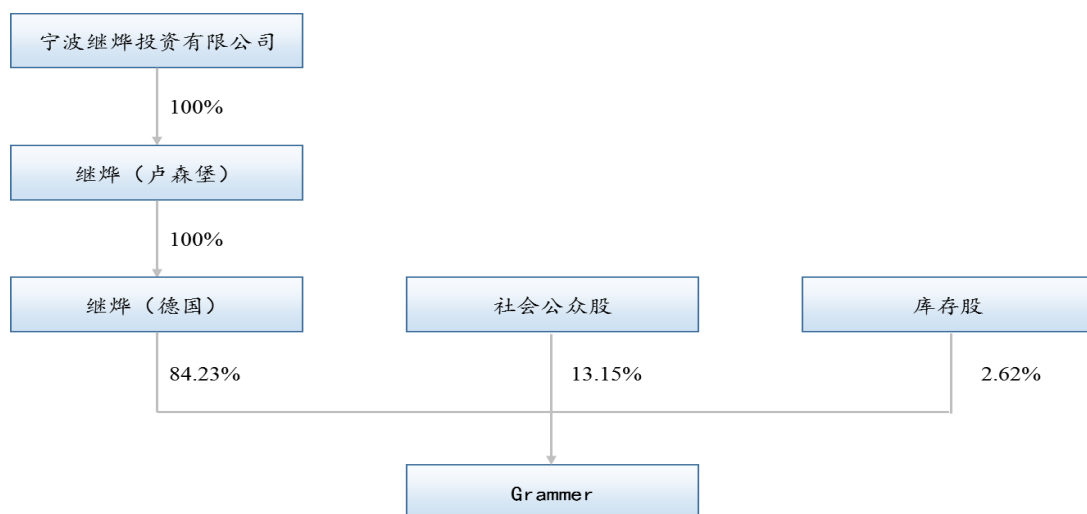 宁波继烨投资有限公司
100%
继烨（卢森堡）
100%
继烨（德国）
社会公众股
库存股
84.23%
13.15%
2.62%
Grammer